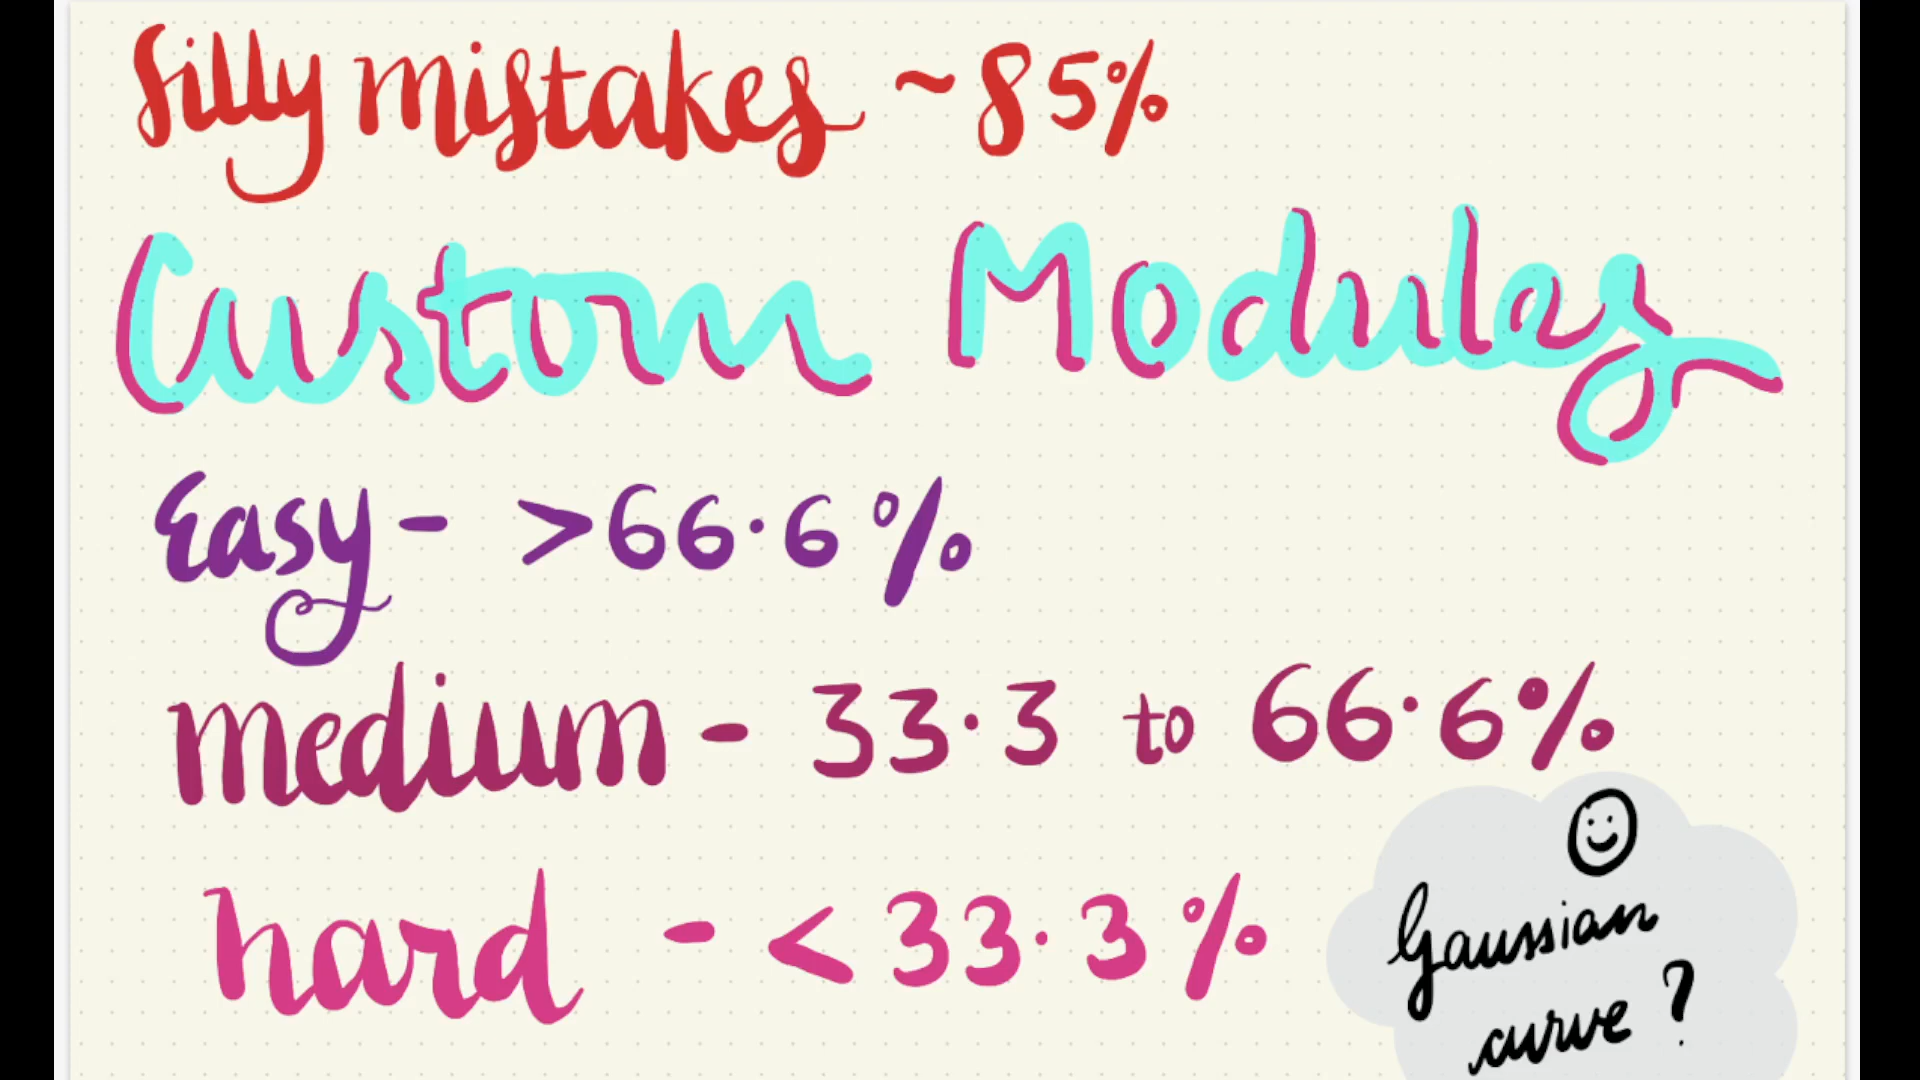 Silly mistakes ~85%
Custom Modules
Easy - >66.6%
medium - 33.3 to 66.6%
hard - <33.3%
Gaussian
curve ?